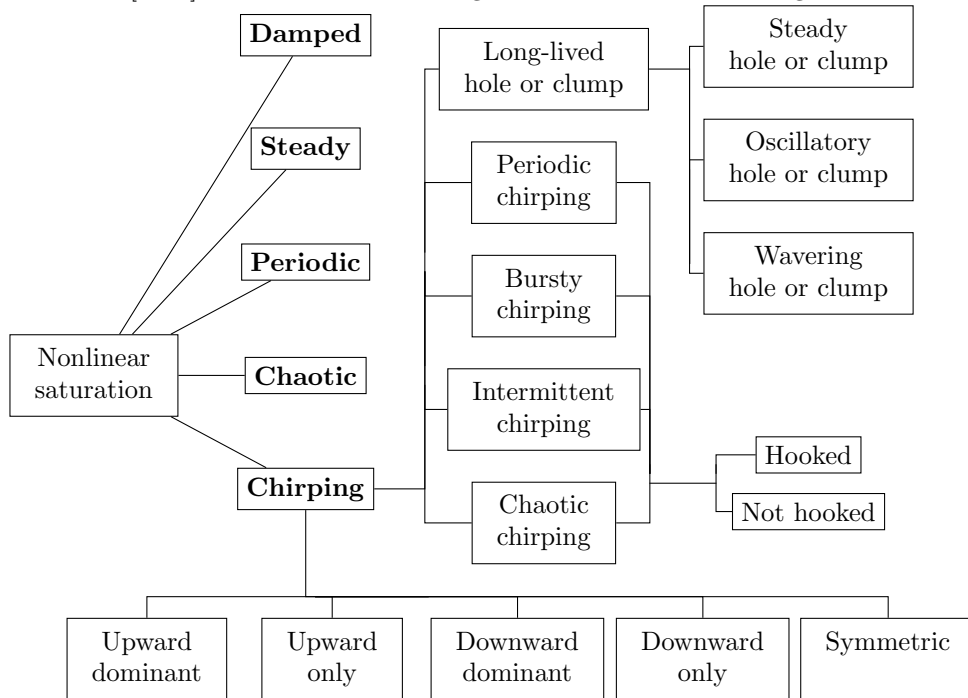 Damped
Steady
Periodic
Chaotic
Chirping
Nonlinear
saturation
Long-lived
hole or clump
Periodic
chirping
Bursty
chirping
Intermittent
chirping
Chaotic
chirping
Steady
hole or clump
Oscillatory
hole or clump
Wavering
hole or clump
Hooked
Not hooked
Upward
dominant
Upward
only
Downward
dominant
Downward
only
Symmetric